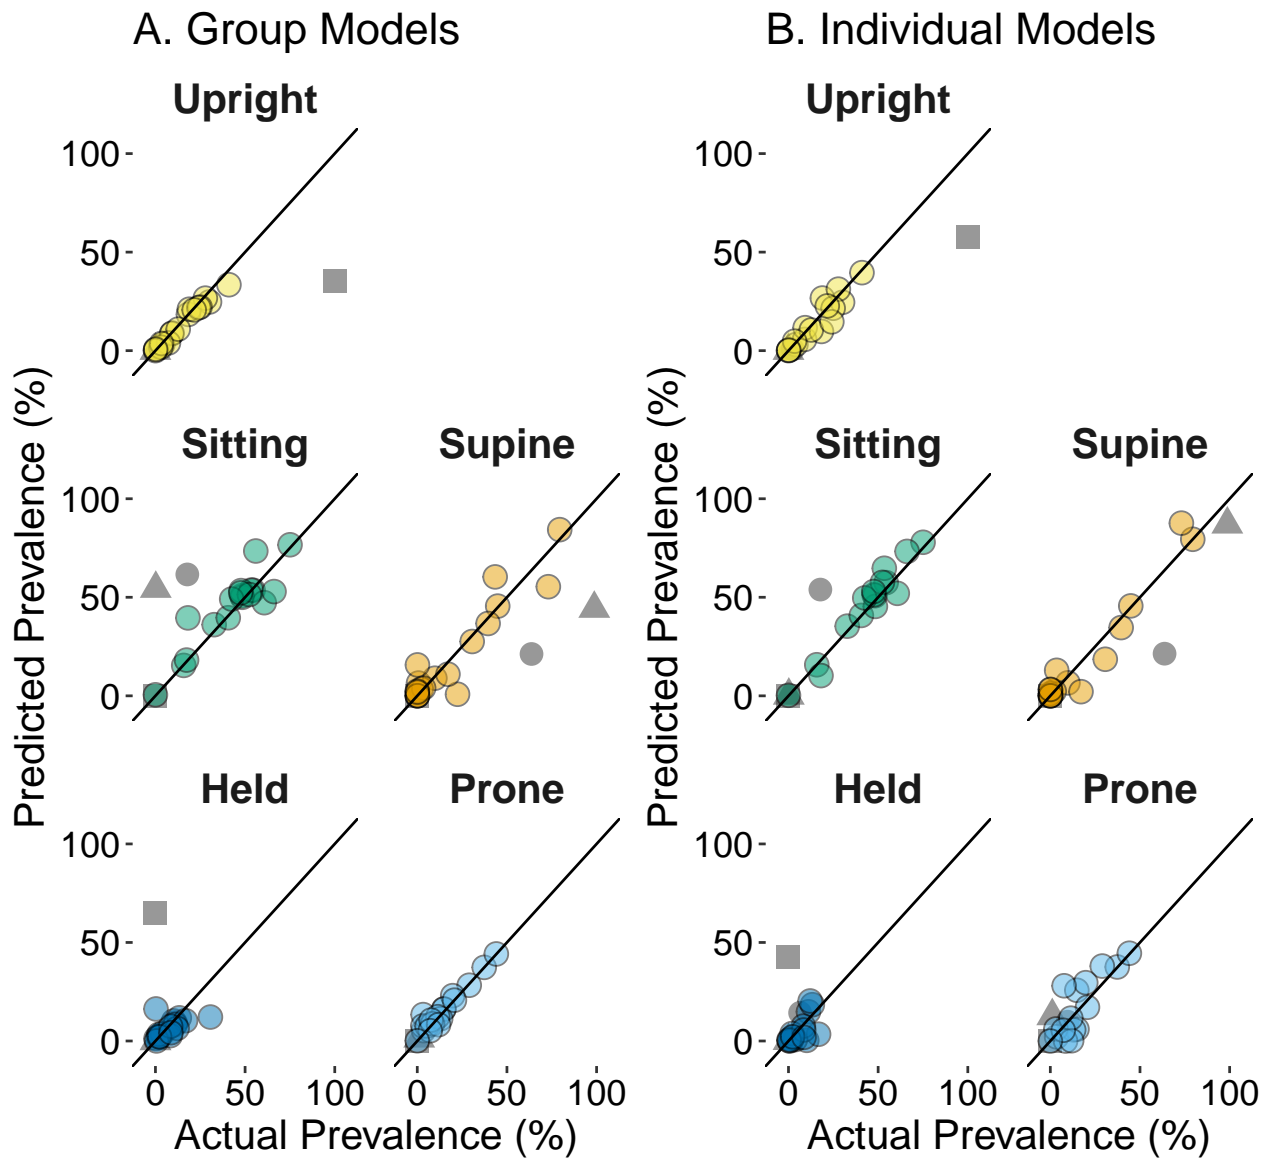 A. Group Models
B. Individual Models
Upright
Upright
100
50
0
100
50
0
Predicted Prevalence (%)
Predicted Prevalence (%)
Sitting
Supine
Sitting
Supine
100
50
0
100
50
0
Held
Prone
Held
Prone
100
50
0
100
50
0
0 50 100
0 50 100
0 50 100
0 50 100
Actual Prevalence (%)
Actual Prevalence (%)